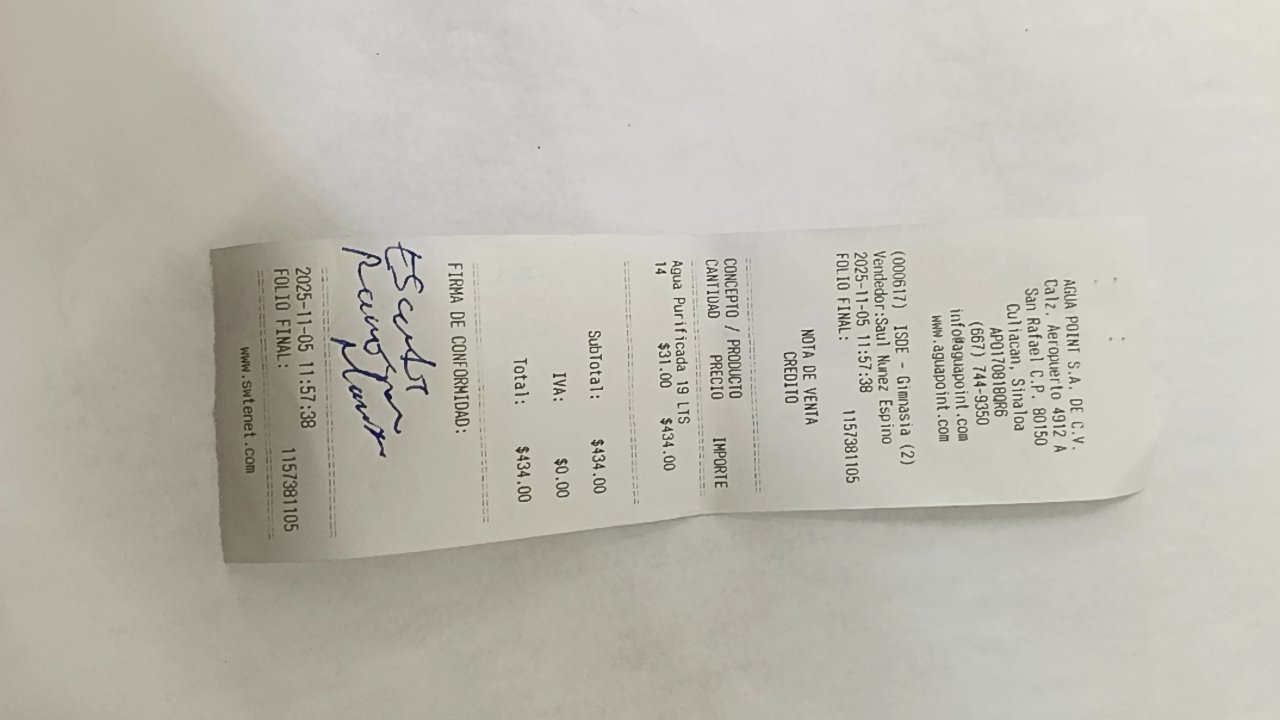 AGUA POINT S.A. DE C.V.
Calz. Aeropuerto 4912 A
San Rafael C.P. 80150
Culiacan, Sinaloa
APO170818QR6
(667) 744-9350
info@aguapoint.com
www.aguapoint.com
(000617) ISDE - Gimnasia (2)
Vendedor:Saul Nunez Espino
2025-11-05 11:57:38
FOLIO FINAL: 1157381105
NOTA DE VENTA
CREDITO
CONCEPTO / PRODUCTO
CANTIDAD PRECIO IMPORTE
Agua Purificada 19 LTS
14 $31.00 $434.00
SubTotal: $434.00
IVA: $0.00
Total: $434.00
FIRMA DE CONFORMIDAD:
2025-11-05 11:57:38
FOLIO FINAL: 1157381105
www.swtenet.com